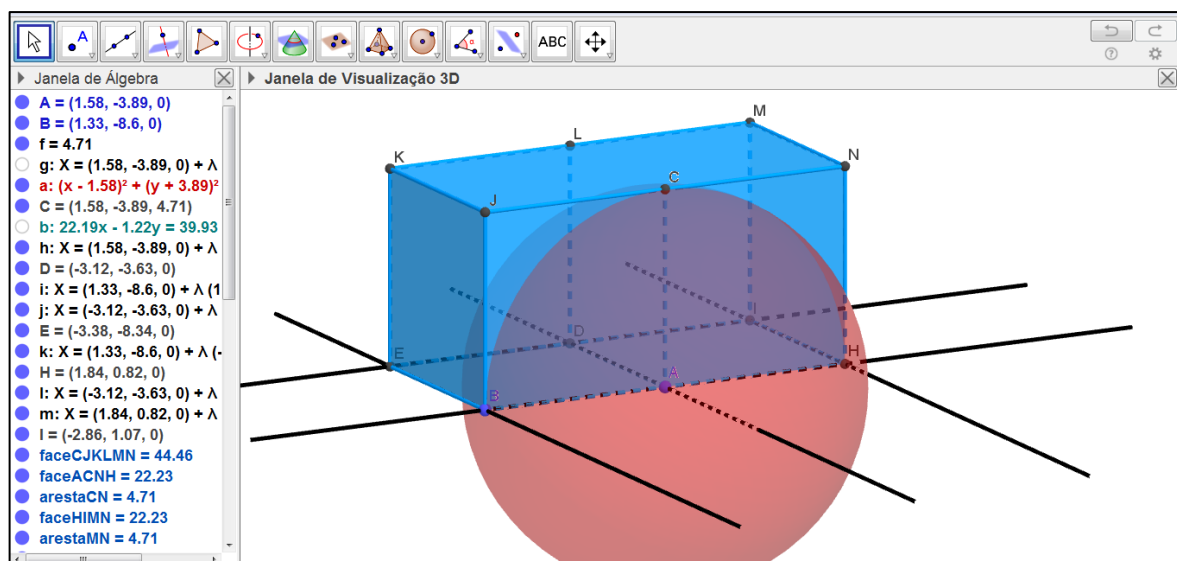 A
ABC
Janela de Álgebra
Janela de Visualização 3D
A = (1.58, -3.89, 0)
B = (1.33, -8.6, 0)
f = 4.71
g: X = (1.58, -3.89, 0) + λ
a: (x - 1.58)² + (y + 3.89)²
C = (1.58, -3.89, 4.71)
b: 22.19x - 1.22y = 39.93
h: X = (1.58, -3.89, 0) + λ
D = (-3.12, -3.63, 0)
i: X = (1.33, -8.6, 0) + λ (1
j: X = (-3.12, -3.63, 0) + λ
E = (-3.38, -8.34, 0)
k: X = (1.33, -8.6, 0) + λ (-
H = (1.84, 0.82, 0)
l: X = (-3.12, -3.63, 0) + λ
m: X = (1.84, 0.82, 0) + λ
I = (-2.86, 1.07, 0)
faceCJKLMN = 44.46
faceACNH = 22.23
arestaCN = 4.71
faceHIMN = 22.23
arestaMN = 4.71
M
L
K
N
C
J
I
D
H
E
A
B